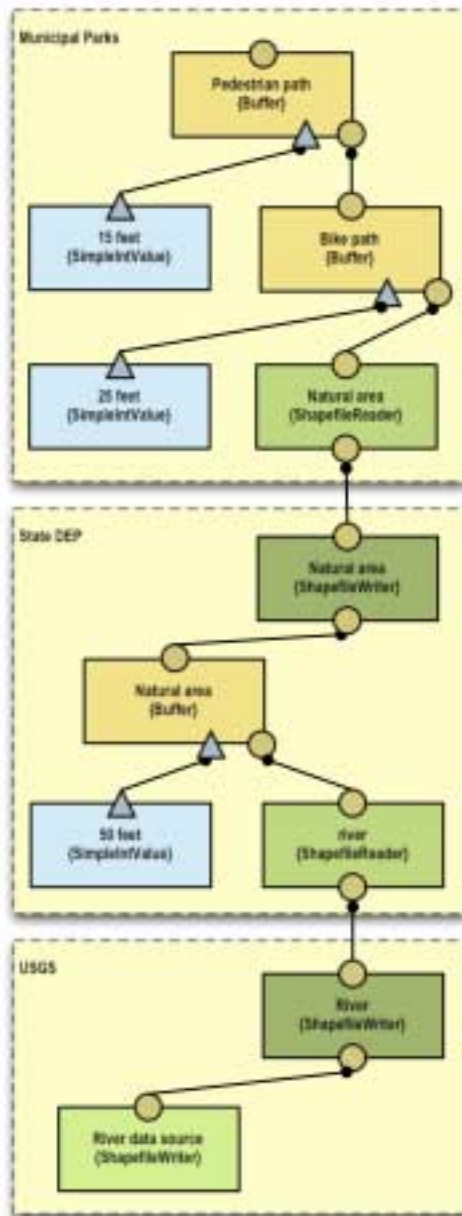 Municipal Parks
Pedestrian path
(Buffer)
15 feet
(SimpleIntValue)
Bike path
(Buffer)
25 feet
(SimpleIntValue)
Natural area
(ShapefileReader)
State DEP
Natural area
(ShapefileWriter)
Natural area
(Buffer)
50 feet
(SimpleIntValue)
river
(ShapefileReader)
USGS
River
(ShapefileWriter)
River data source
(ShapefileWriter)